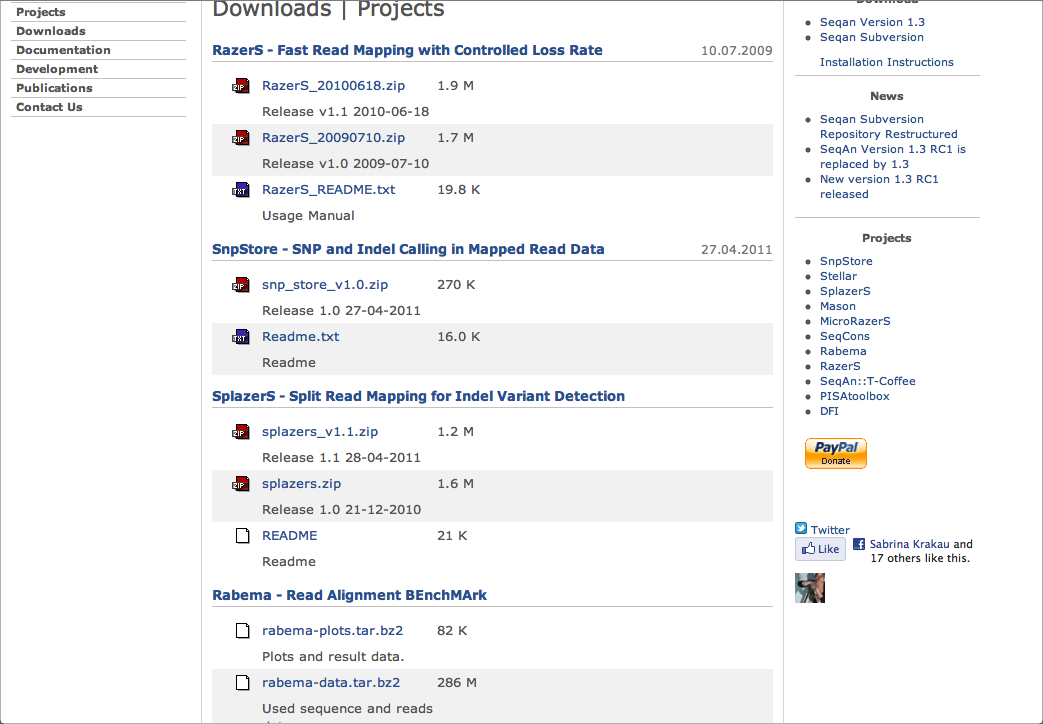 Projects
Downloads
Documentation
Development
Publications
Contact Us
Downloads | Projects
RazerS - Fast Read Mapping with Controlled Loss Rate 10.07.2009
ZIP RazerS_20100618.zip 1.9 M
Release v1.1 2010-06-18
ZIP RazerS_20090710.zip 1.7 M
Release v1.0 2009-07-10
TXT RazerS_README.txt 19.8 K
Usage Manual
SnpStore - SNP and Indel Calling in Mapped Read Data 27.04.2011
ZIP snp_store_v1.0.zip 270 K
Release 1.0 27-04-2011
TXT Readme.txt 16.0 K
Readme
SplazerS - Split Read Mapping for Indel Variant Detection
ZIP splazers_v1.1.zip 1.2 M
Release 1.1 28-04-2011
ZIP splazers.zip 1.6 M
Release 1.0 21-12-2010
README 21 K
Readme
Rabema - Read Alignment BEnchMArk
rabema-plots.tar.bz2 82 K
Plots and result data.
rabema-data.tar.bz2 286 M
Used sequence and reads
Download
Seqan Version 1.3
Seqan Subversion
Installation Instructions
News
Seqan Subversion
Repository Restructured
SeqAn Version 1.3 RC1 is
replaced by 1.3
New version 1.3 RC1
released
Projects
SnpStore
Stellar
SplazerS
Mason
MicroRazerS
SeqCons
Rabema
RazerS
SeqAn::T-Coffee
PISAtoolbox
DFI
PayPal
Donate
Twitter
Like Sabrina Krakau and
17 others like this.